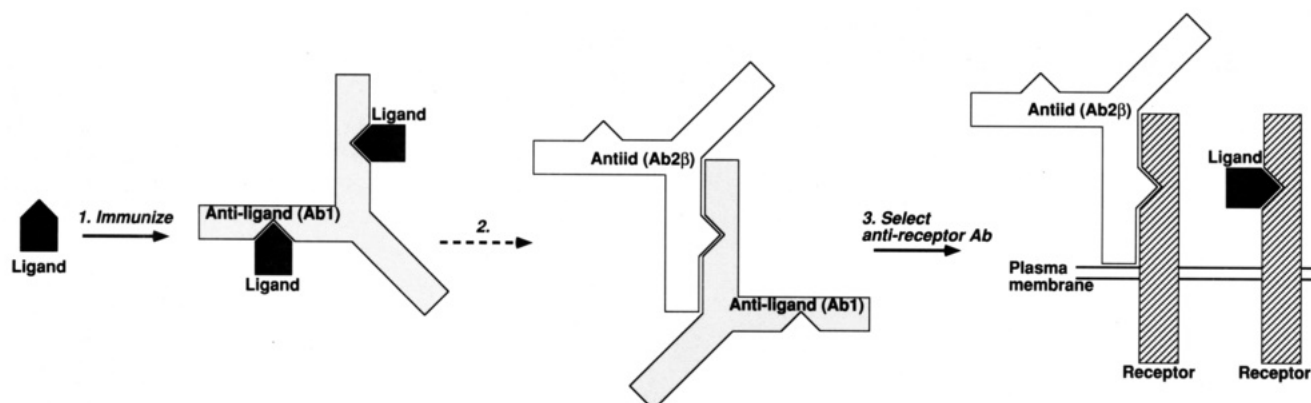 Ligand
1. Immunize
Anti-ligand (Ab1)
Ligand
Ligand
2.
Antiid (Ab2β)
Anti-ligand (Ab1)
3. Select
anti-receptor Ab
Antiid (Ab2β)
Ligand
Plasma
membrane
Receptor
Receptor